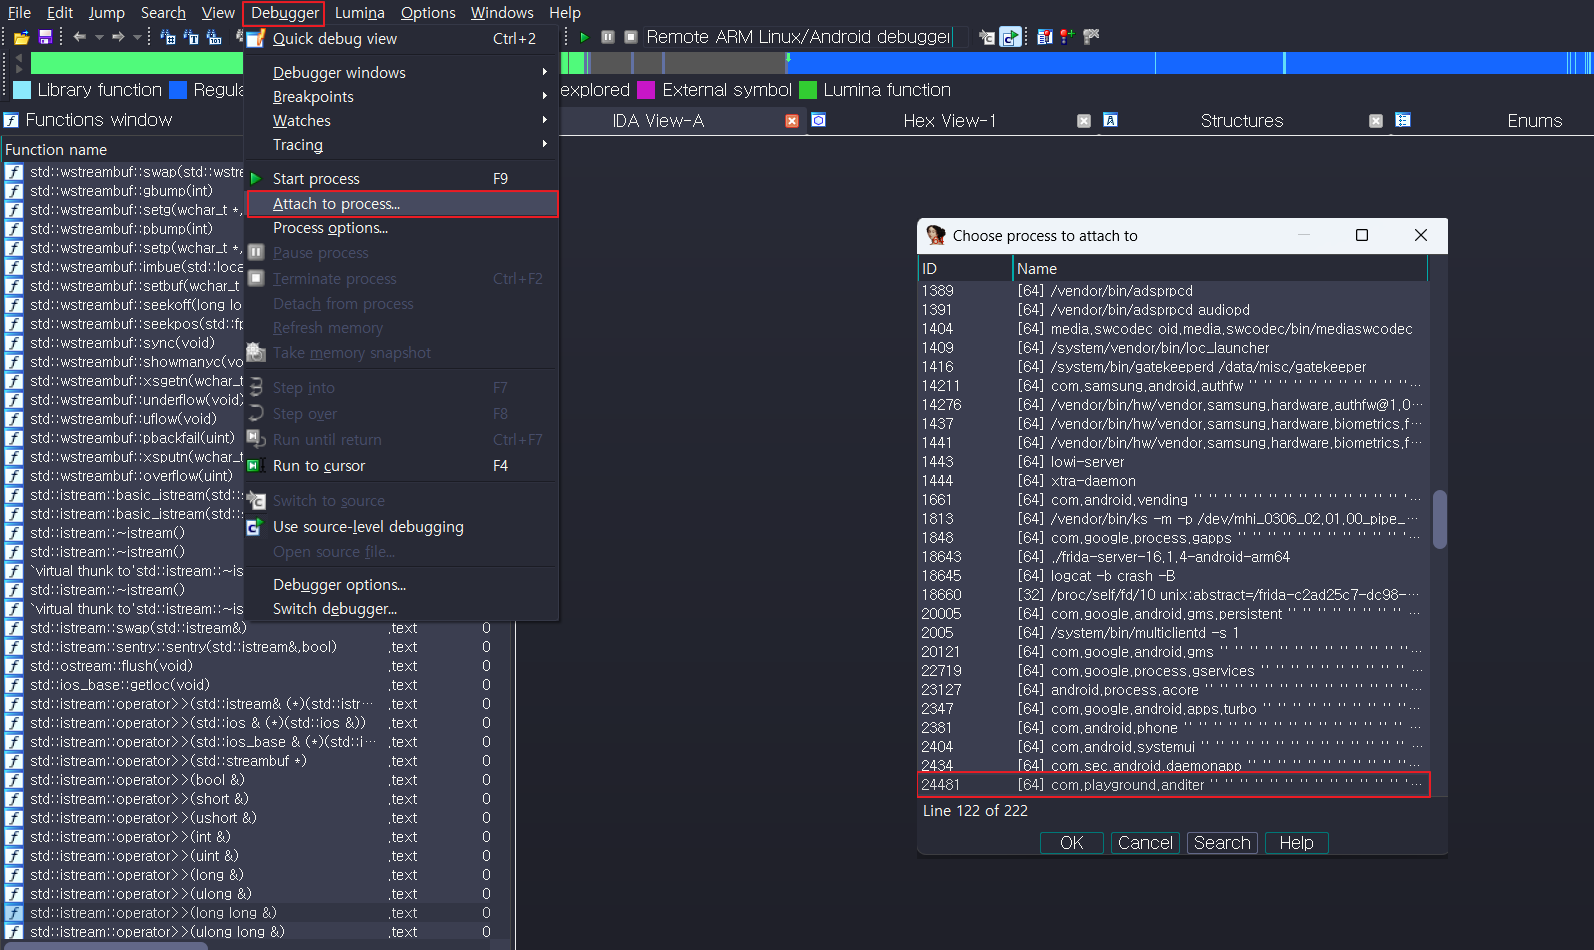 File Edit Jump Search View Debugger Lumina Options Windows Help
Remote ARM Linux/Android debugger
Library function Regula
explored External symbol Lumina function
Functions window
IDA View-A Hex View-1 Structures Enums
Function name
std::wstreambuf::swap(std::wstre
std::wstreambuf::gbump(int)
std::wstreambuf::setg(wchar_t *,
std::wstreambuf::pbump(int)
std::wstreambuf::setp(wchar_t *,
std::wstreambuf::imbue(std::loca
std::wstreambuf::setbuf(wchar_t
std::wstreambuf::seekoff(long lo
std::wstreambuf::seekpos(std::fp
std::wstreambuf::sync(void)
std::wstreambuf::showmanyc(vo
std::wstreambuf::xsgetn(wchar_t
std::wstreambuf::underflow(void)
std::wstreambuf::uflow(void)
std::wstreambuf::pbackfail(uint)
std::wstreambuf::xsputn(wchar_t
std::wstreambuf::overflow(uint)
std::istream::basic_istream(std::s
std::istream::basic_istream(std::s
std::istream::~istream()
std::istream::~istream()
`virtual thunk to'std::istream::~is
std::istream::~istream()
`virtual thunk to'std::istream::~is
std::istream::swap(std::istream&) .text 0
std::istream::sentry::sentry(std::istream&,bool) .text 0
std::ostream::flush(void) .text 0
std::ios_base::getloc(void) .text 0
std::istream::operator>>(std::istream& (*)(std::istr… .text 0
std::istream::operator>>(std::ios & (*)(std::ios &)) .text 0
std::istream::operator>>(std::ios_base & (*)(std::i… .text 0
std::istream::operator>>(std::streambuf *) .text 0
std::istream::operator>>(bool &) .text 0
std::istream::operator>>(short &) .text 0
std::istream::operator>>(ushort &) .text 0
std::istream::operator>>(int &) .text 0
std::istream::operator>>(uint &) .text 0
std::istream::operator>>(long &) .text 0
std::istream::operator>>(ulong &) .text 0
std::istream::operator>>(long long &) .text 0
std::istream::operator>>(ulong long &) .text 0
Quick debug view Ctrl+2
Debugger windows
Breakpoints
Watches
Tracing
Start process F9
Attach to process...
Process options...
Pause process
Terminate process Ctrl+F2
Detach from process
Refresh memory
Take memory snapshot
Step into F7
Step over F8
Run until return Ctrl+F7
Run to cursor F4
Switch to source
Use source-level debugging
Open source file...
Debugger options...
Switch debugger...
Choose process to attach to
ID Name
1389 [64] /vendor/bin/adsprpcd
1391 [64] /vendor/bin/adsprpcd audiopd
1404 [64] media.swcodec oid.media.swcodec/bin/mediaswcodec
1409 [64] /system/vendor/bin/loc_launcher
1416 [64] /system/bin/gatekeeperd /data/misc/gatekeeper
14211 [64] com.samsung.android.authfw '' '' '' '' '' '' '' '' '' '' '' …
14276 [64] /vendor/bin/hw/vendor.samsung.hardware.authfw@1.0…
1437 [64] /vendor/bin/hw/vendor.samsung.hardware.biometrics.f…
1441 [64] /vendor/bin/hw/vendor.samsung.hardware.biometrics.f…
1443 [64] lowi-server
1444 [64] xtra-daemon
1661 [64] com.android.vending '' '' '' '' '' '' '' '' '' '' '' '' '' '' '…
1813 [64] /vendor/bin/ks -m -p /dev/mhi_0306_02.01.00_pipe_…
1848 [64] com.google.process.gapps '' '' '' '' '' '' '' '' '' '' '' '…
18643 [64] ./frida-server-16.1.4-android-arm64
18645 [64] logcat -b crash -B
18660 [32] /proc/self/fd/10 unix:abstract=/frida-c2ad25c7-dc98-…
20005 [64] com.google.android.gms.persistent '' '' '' '' '' '' '' '' '' …
2005 [64] /system/bin/multiclientd -s 1
20121 [64] com.google.android.gms '' '' '' '' '' '' '' '' '' '' '' '' '' …
22719 [64] com.google.process.gservices '' '' '' '' '' '' '' '' '' '' …
23127 [64] android.process.acore '' '' '' '' '' '' '' '' '' '' '' '' '' '' …
2347 [64] com.google.android.apps.turbo '' '' '' '' '' '' '' '' '' '' …
2381 [64] com.android.phone '' '' '' '' '' '' '' '' '' '' '' '' '' '' '' …
2404 [64] com.android.systemui '' '' '' '' '' '' '' '' '' '' '' '' '' '' …
2434 [64] com.sec.android.daemonapp '' '' '' '' '' '' '' '' '' '' '' …
24481 [64] com.playground.anditer '' '' '' '' '' '' '' '' '' '' '' '' '' '…
Line 122 of 222
OK Cancel Search Help